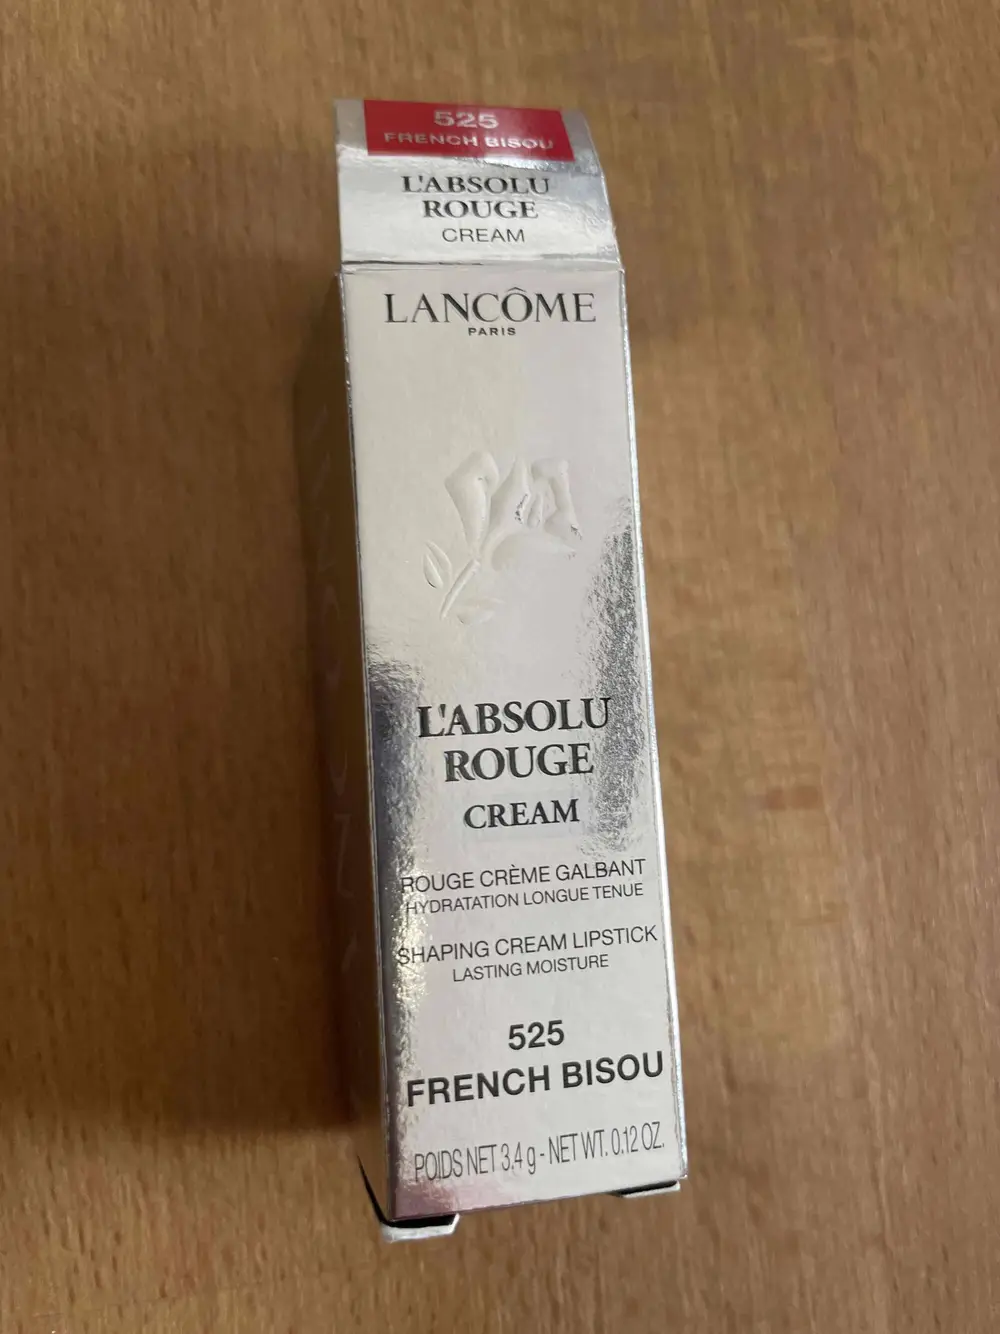 525
FRENCH BISOU
L'ABSOLU
ROUGE
CREAM
LANCÔME
PARIS
L'ABSOLU
ROUGE
CREAM
ROUGE CRÈME GALBANT
HYDRATATION LONGUE TENUE
SHAPING CREAM LIPSTICK
LASTING MOISTURE
525
FRENCH BISOU
POIDS NET 3.4 g - NET WT. 0.12 OZ.